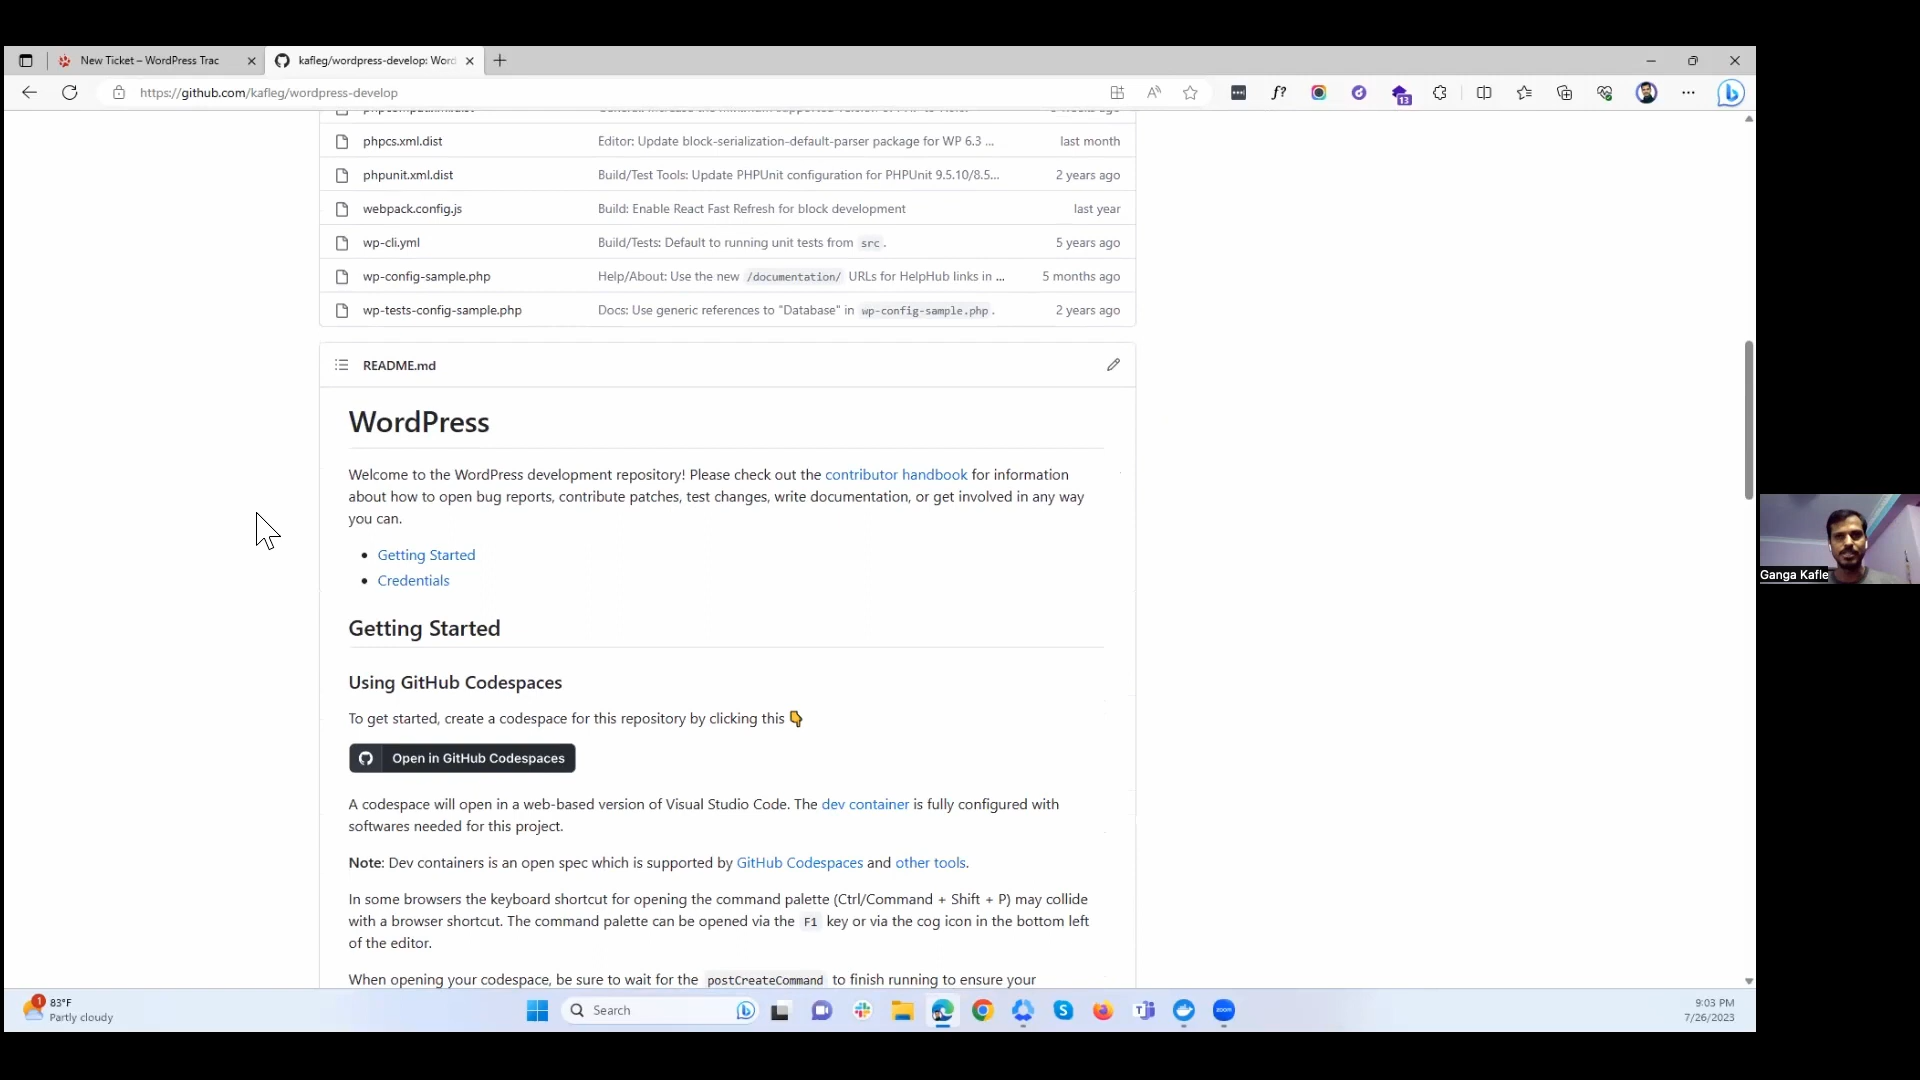 New Ticket – WordPress Trac
kafleg/wordpress-develop: Word
https://github.com/kafleg/wordpress-develop
13
phpcs.xml.dist Editor: Update block-serialization-default-parser package for WP 6.3 ... last month
phpunit.xml.dist Build/Test Tools: Update PHPUnit configuration for PHPUnit 9.5.10/8.5... 2 years ago
webpack.config.js Build: Enable React Fast Refresh for block development last year
wp-cli.yml Build/Tests: Default to running unit tests from src. 5 years ago
wp-config-sample.php Help/About: Use the new /documentation/ URLs for HelpHub links in ... 5 months ago
wp-tests-config-sample.php Docs: Use generic references to "Database" in wp-config-sample.php. 2 years ago
README.md
WordPress
Welcome to the WordPress development repository! Please check out the contributor handbook for information
about how to open bug reports, contribute patches, test changes, write documentation, or get involved in any way
you can.
Getting Started
Credentials
Getting Started
Using GitHub Codespaces
To get started, create a codespace for this repository by clicking this 👇
Open in GitHub Codespaces
A codespace will open in a web-based version of Visual Studio Code. The dev container is fully configured with
softwares needed for this project.
Note: Dev containers is an open spec which is supported by GitHub Codespaces and other tools.
In some browsers the keyboard shortcut for opening the command palette (Ctrl/Command + Shift + P) may collide
with a browser shortcut. The command palette can be opened via the F1 key or via the cog icon in the bottom left
of the editor.
When opening your codespace, be sure to wait for the postCreateCommand to finish running to ensure your
Ganga Kafle
1
83°F
Partly cloudy
Search
zoom
9:03 PM
7/26/2023